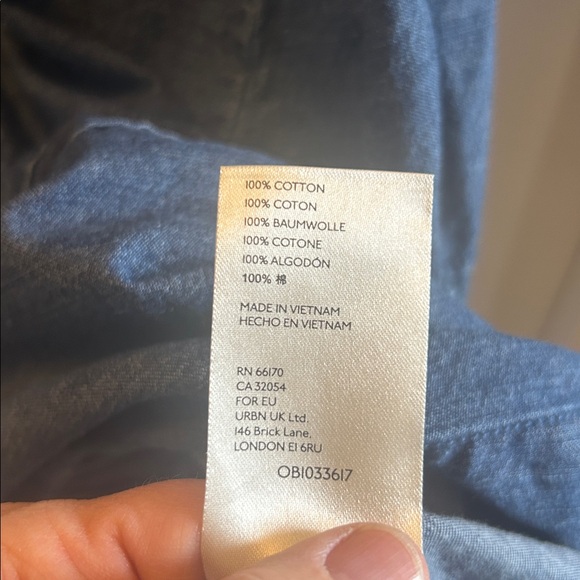 100% COTTON
100% COTON
100% BAUMWOLLE
100% COTONE
100% ALGODÓN
100% 棉
MADE IN VIETNAM
HECHO EN VIETNAM
RN 66170
CA 32054
FOR EU
URBN UK Ltd.
146 Brick Lane,
LONDON E1 6RU
OB1033617